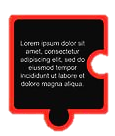 Lorem ipsum dolor sit
amet, consectetur
adipiscing elit, sed do
eiusmod tempor
incididunt ut labore et
dolore magna aliqua.